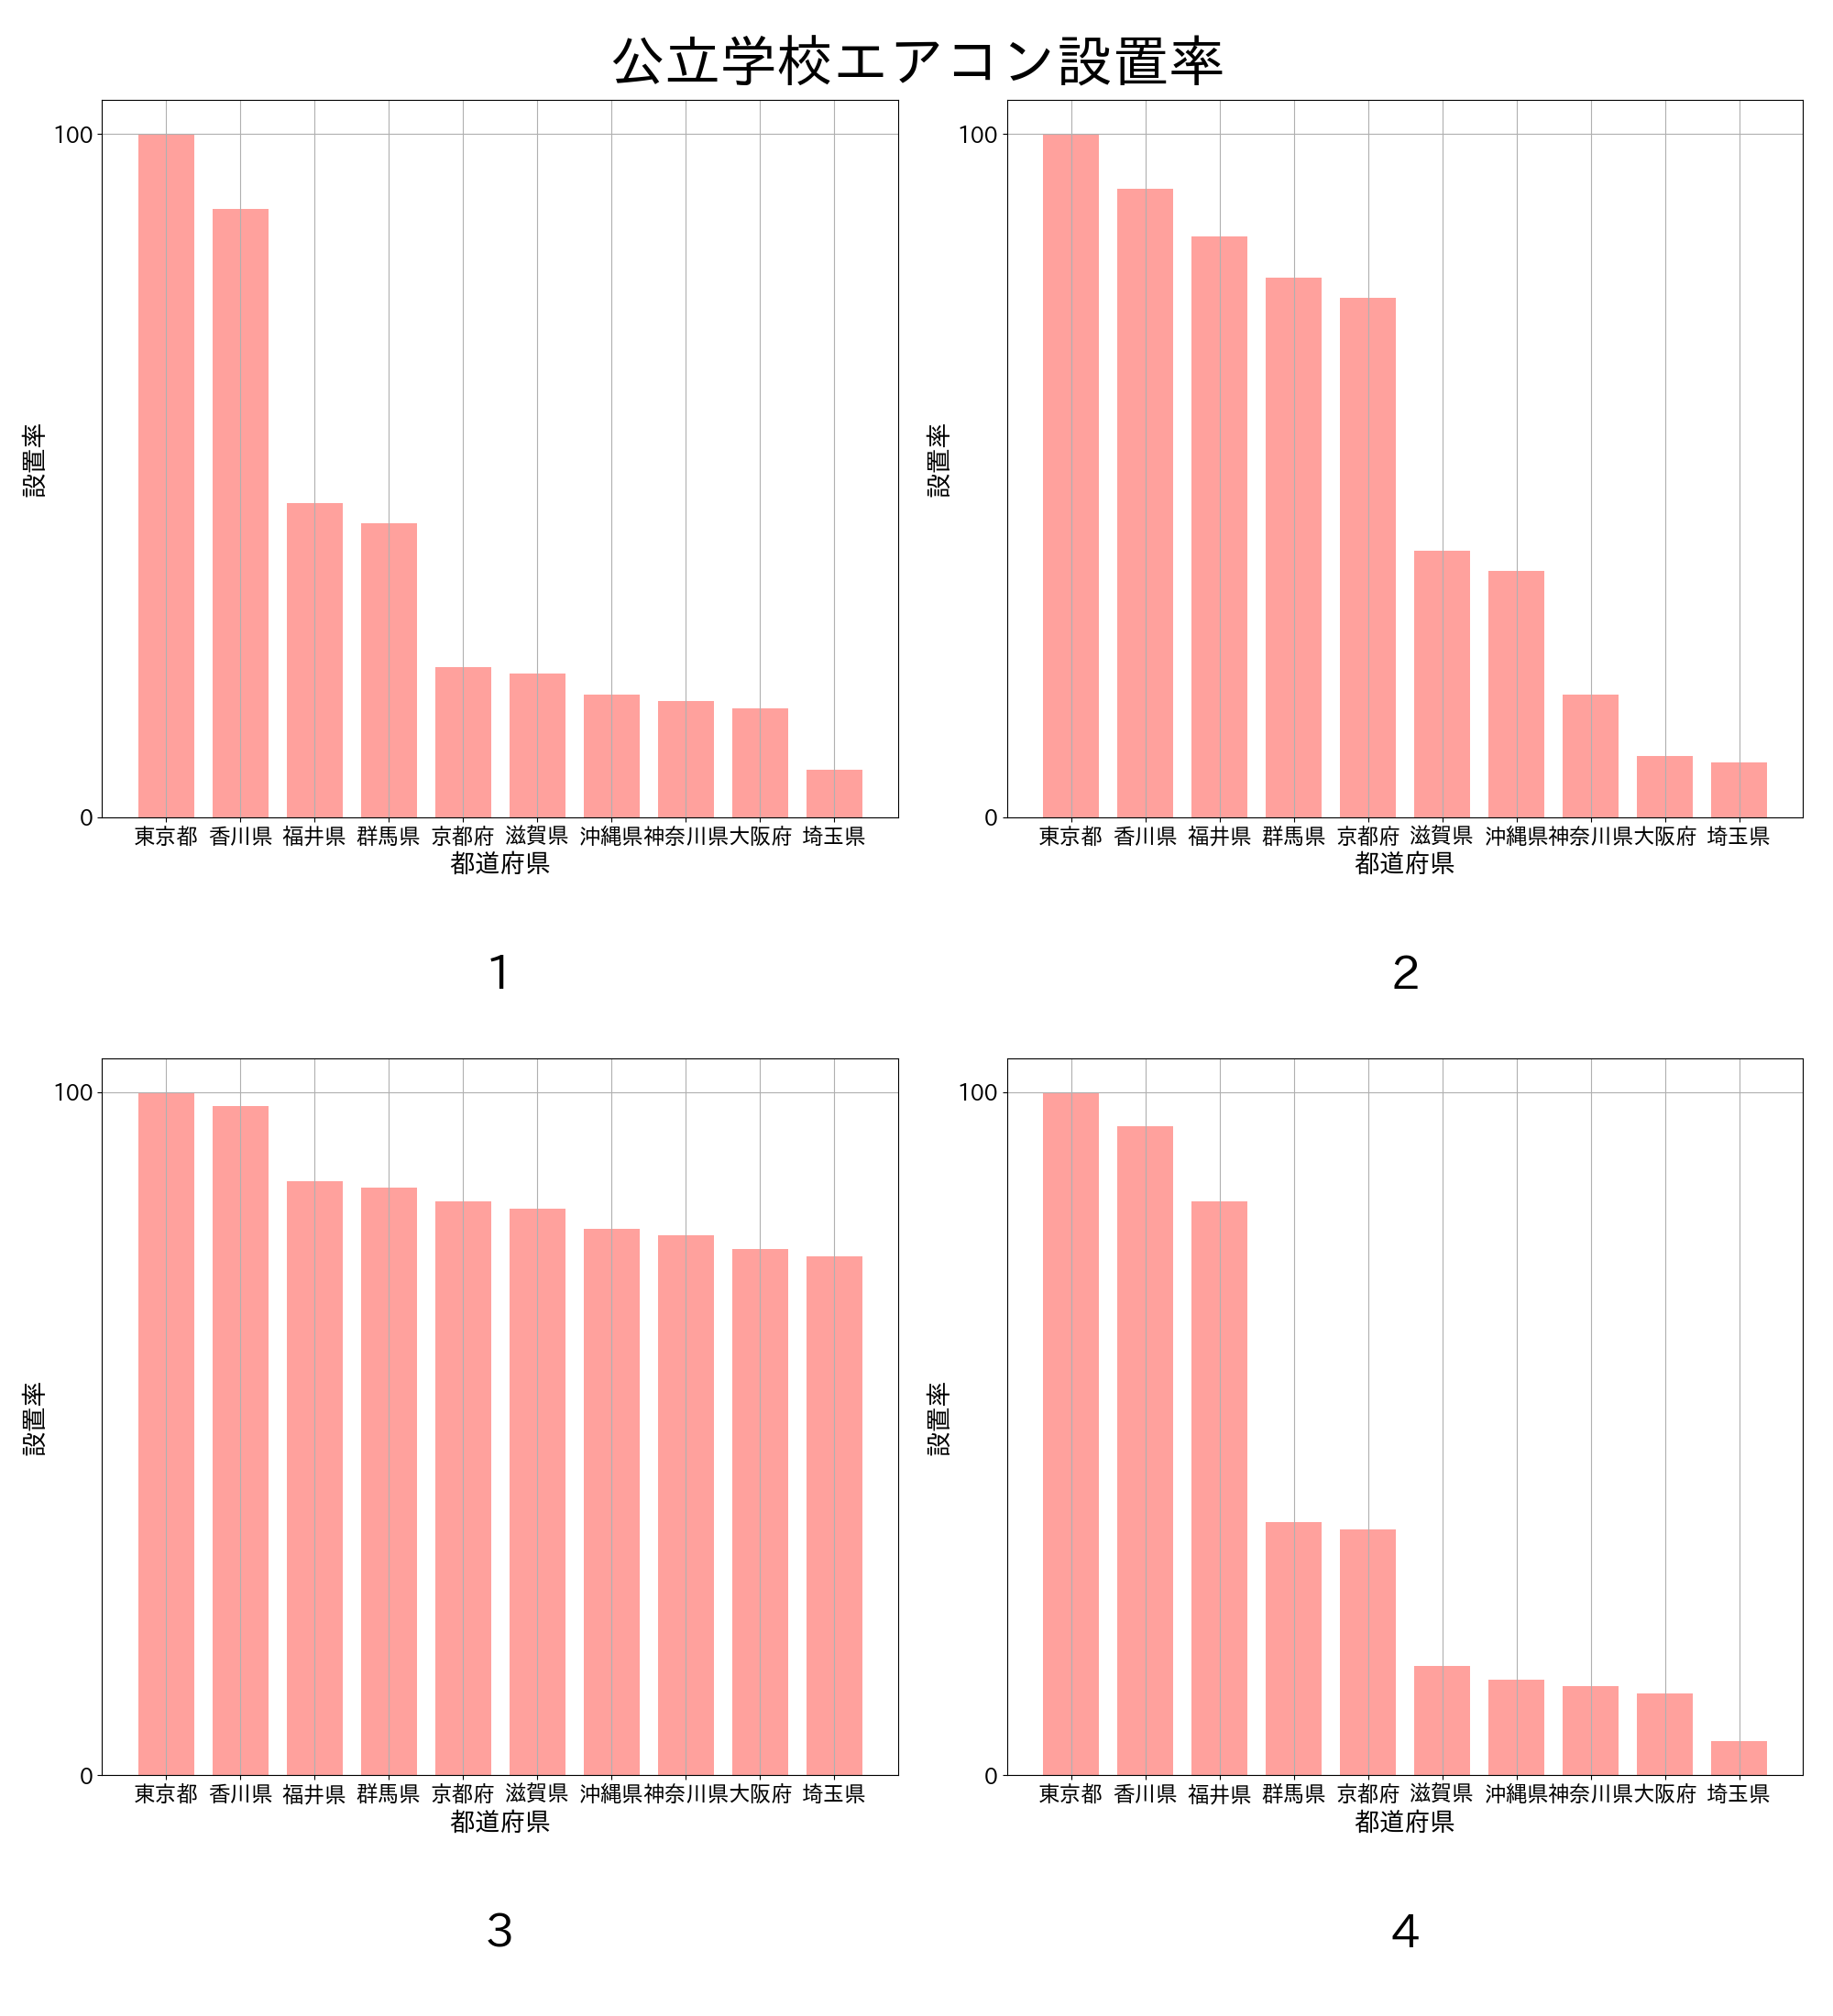 公立学校エアコン設置率
100
設置率
0
東京都 香川県 福井県 群馬県 京都府 滋賀県 沖縄県 神奈川県 大阪府 埼玉県
都道府県
1
100
設置率
0
東京都 香川県 福井県 群馬県 京都府 滋賀県 沖縄県 神奈川県 大阪府 埼玉県
都道府県
2
100
設置率
0
東京都 香川県 福井県 群馬県 京都府 滋賀県 沖縄県 神奈川県 大阪府 埼玉県
都道府県
3
100
設置率
0
東京都 香川県 福井県 群馬県 京都府 滋賀県 沖縄県 神奈川県 大阪府 埼玉県
都道府県
4